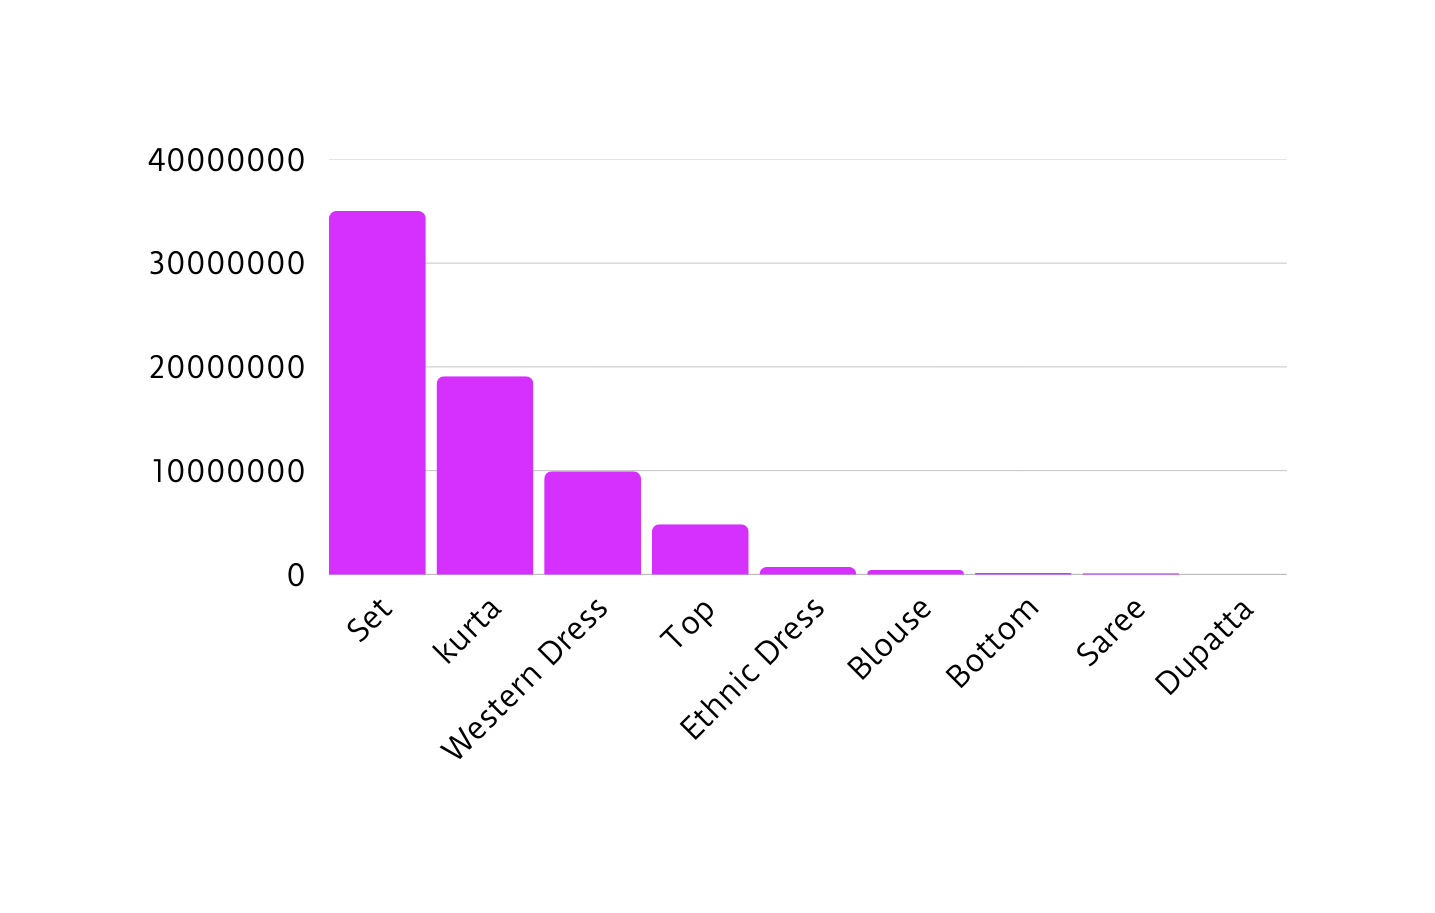 40000000
30000000
20000000
10000000
0
Set
kurta
Western Dress
Top
Ethnic Dress
Blouse
Bottom
Saree
Dupatta